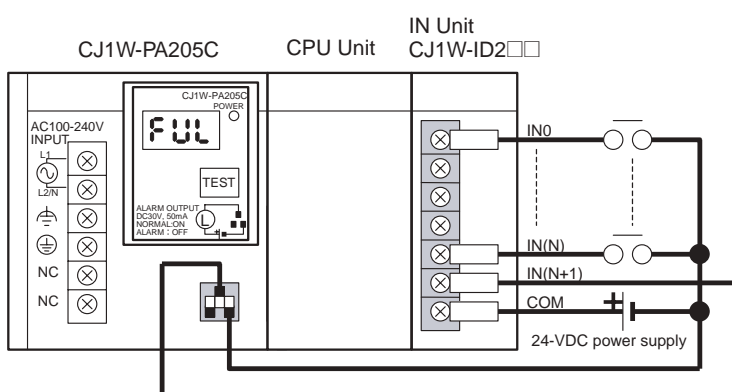 IN Unit
CJ1W-PA205C
CPU Unit
CJ1W-ID2□□
CJ1W-PA205C
POWER
FUL
AC100-240V
INPUT
L1
L2/N
TEST
ALARM OUTPUT
DC30V, 50mA
NORMAL:ON
ALARM : OFF
L
NC
NC
IN0
IN(N)
IN(N+1)
COM
24-VDC power supply